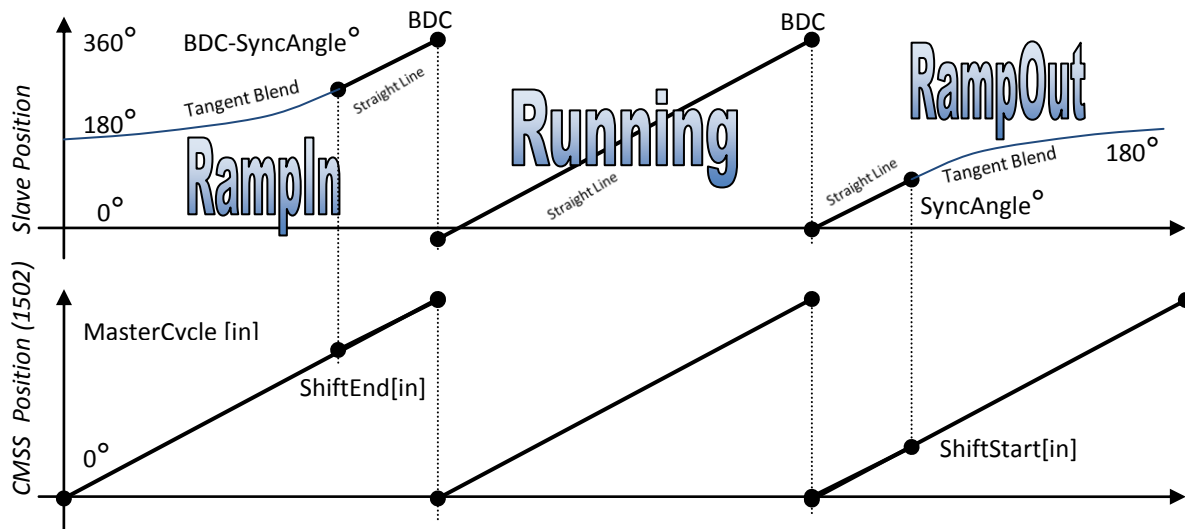 360°
BDC-SyncAngle°
BDC
BDC
Tangent Blend
Straight Line
180°
RampIn
0°
Running
Straight Line
RampOut
Straight Line
Tangent Blend
180°
SyncAngle°
Slave Position
CMSS Position (1502)
MasterCycle [in]
ShiftEnd[in]
0°
ShiftStart[in]